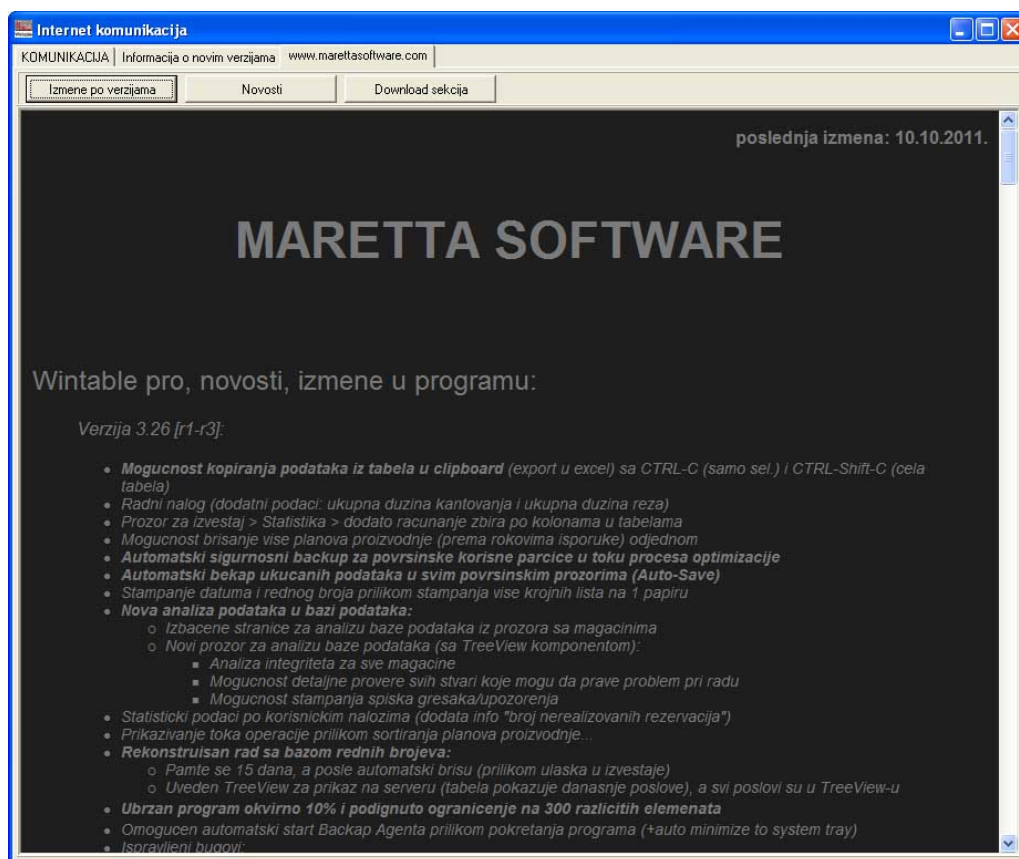 Internet komunikacija
KOMUNIKACIJA Informacija o novim verzijama www.marettasoftware.com
Izmene po verzijama Novosti Download sekcija
poslednja izmena: 10.10.2011.
MARETTA SOFTWARE
Wintable pro, novosti, izmene u programu:
Verzija 3.26 [r1-r3]:
Mogucnost kopiranja podataka iz tabela u clipboard (export u excel) sa CTRL-C (samo sel.) i CTRL-Shift-C (cela
tabela)
Radni nalog (dodatni podaci: ukupna duzina kantovanja i ukupna duzina reza)
Prozor za izvestaj > Statistika > dodato racunanje zbira po kolonama u tabelama
Mogucnost brisanje vise planova proizvodnje (prema rokovima isporuke) odjednom
Automatski sigurnosni backup za povrsinske korisne parcice u toku procesa optimizacije
Automatski bekap ukucanih podataka u svim povrsinskim prozorima (Auto-Save)
Stampanje datuma i rednog broja prilikom stampanja vise krojnih lista na 1 papiru
Nova analiza podataka u bazi podataka:
Izbacene stranice za analizu baze podataka iz prozora sa magacinima
Novi prozor za analizu baze podataka (sa TreeView komponentom):
Analiza integriteta za sve magacine
Mogucnost detaljne provere svih stvari koje mogu da prave problem pri radu
Mogucnost stampanja spiska gresaka/upozorenja
Statisticki podaci po korisnickim nalozima (dodata info "broj nerealizovanih rezervacija")
Prikazivanje toka operacije prilikom sortiranja planova proizvodnje...
Rekonstruisan rad sa bazom rednih brojeva:
Pamte se 15 dana, a posle automatski brisu (prilikom ulaska u izvestaje)
Uveden TreeView za prikaz na serveru (tabela pokazuje danasnje poslove), a svi poslovi su u TreeView-u
Ubrzan program okvirno 10% i podignuto ogranicenje na 300 razlicitih elemenata
Omogucen automatski start Backap Agenta prilikom pokretanja programa (+auto minimize to system tray)
Ispravljeni bugovi: